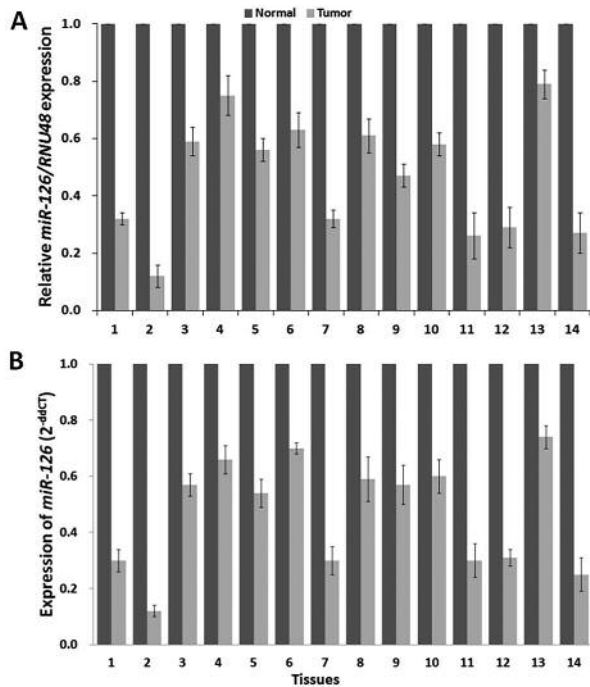 A
Normal Tumor
Relative miR-126/RNU48 expression
1.0
0.8
0.6
0.4
0.2
0.0
1 2 3 4 5 6 7 8 9 10 11 12 13 14
B
Expression of miR-126 (2-ddCT)
1.0
0.8
0.6
0.4
0.2
0.0
1 2 3 4 5 6 7 8 9 10 11 12 13 14
Tissues